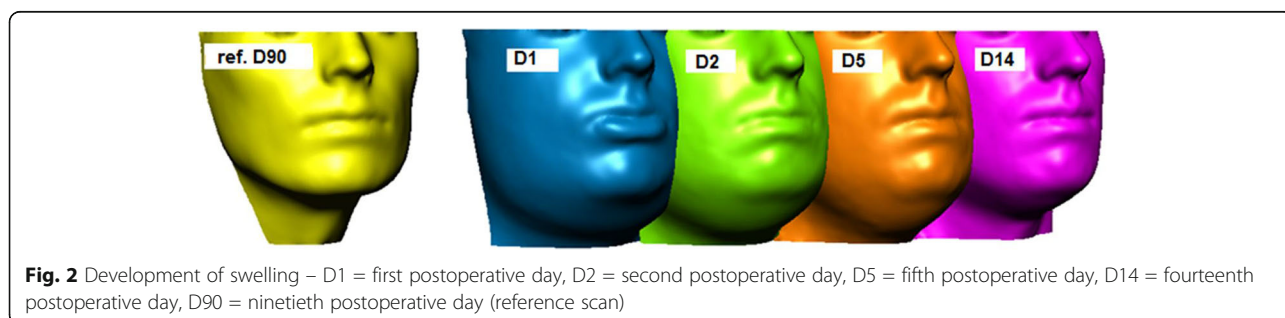 ref. D90
D1
D2
D5
D14
Fig. 2 Development of swelling – D1 = first postoperative day, D2 = second postoperative day, D5 = fifth postoperative day, D14 = fourteenth
postoperative day, D90 = ninetieth postoperative day (reference scan)